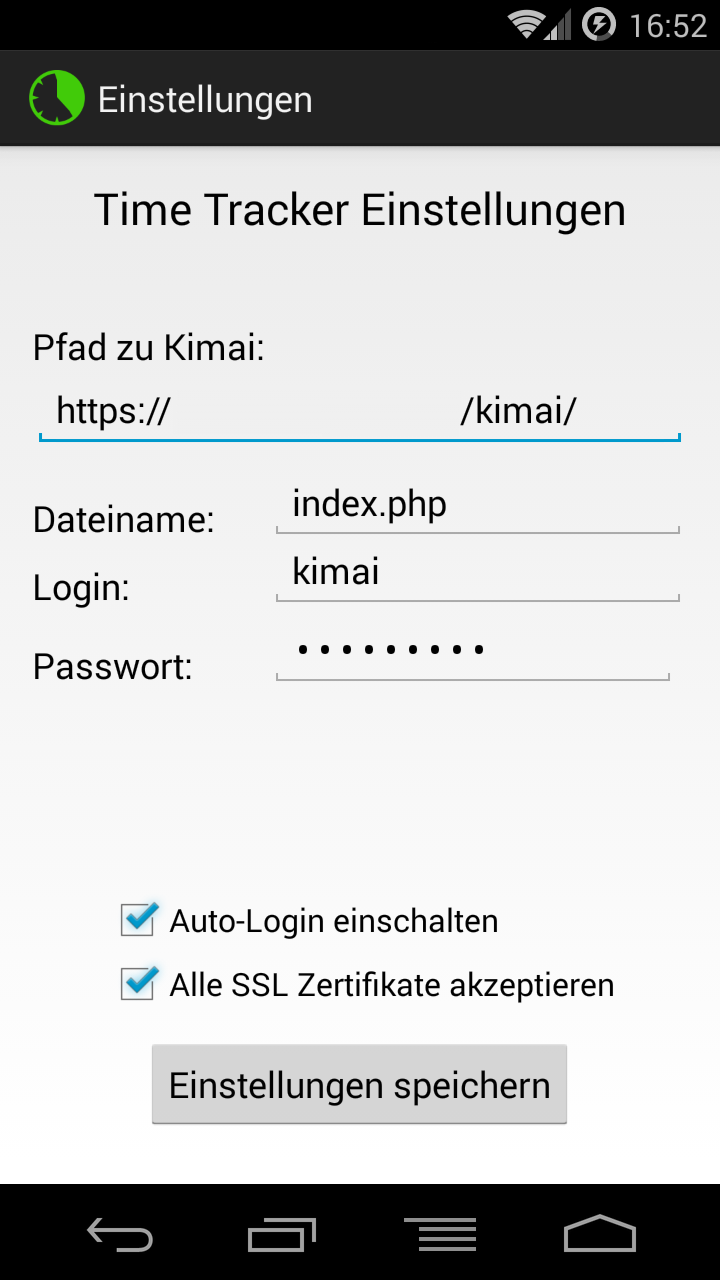 16:52
Einstellungen
Time Tracker Einstellungen
Pfad zu Kimai:
https:// /kimai/
Dateiname: index.php
Login: kimai
Passwort: •••••••••
Auto-Login einschalten
Alle SSL Zertifikate akzeptieren
Einstellungen speichern